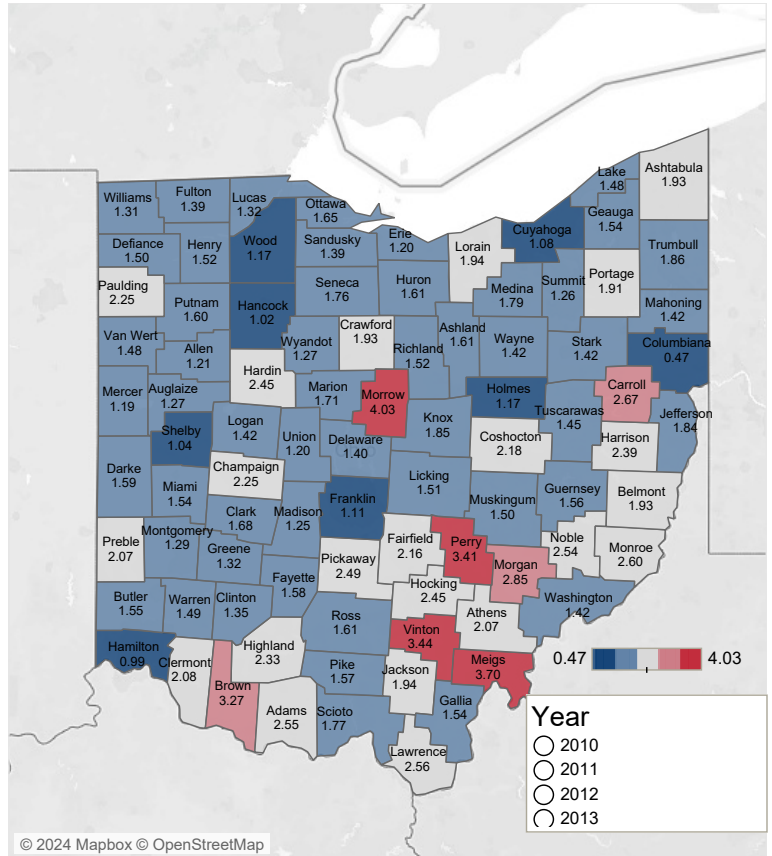 Williams
1.31
Fulton
1.39
Lucas
1.32
Ottawa
1.65
Lake
1.48
Ashtabula
1.93
Defiance
1.50
Henry
1.52
Wood
1.17
Sandusky
1.39
Erie
1.20
Lorain
1.94
Cuyahoga
1.08
Geauga
1.54
Trumbull
1.86
Paulding
2.25
Putnam
1.60
Hancock
1.02
Seneca
1.76
Huron
1.61
Medina
1.79
Summit
1.26
Portage
1.91
Mahoning
1.42
Van Wert
1.48
Allen
1.21
Hardin
2.45
Wyandot
1.27
Crawford
1.93
Richland
1.52
Ashland
1.61
Wayne
1.42
Stark
1.42
Columbiana
0.47
Mercer
1.19
Auglaize
1.27
Marion
1.71
Morrow
4.03
Holmes
1.17
Carroll
2.67
Jefferson
1.84
Shelby
1.04
Logan
1.42
Union
1.20
Delaware
1.40
Knox
1.85
Coshocton
2.18
Tuscarawas
1.45
Harrison
2.39
Darke
1.59
Miami
1.54
Champaign
2.25
Clark
1.68
Madison
1.25
Franklin
1.11
Licking
1.51
Muskingum
1.50
Guernsey
1.56
Belmont
1.93
Preble
2.07
Montgomery
1.29
Greene
1.32
Fayette
1.58
Pickaway
2.49
Fairfield
2.16
Perry
3.41
Morgan
2.85
Noble
2.54
Monroe
2.60
Butler
1.55
Warren
1.49
Clinton
1.35
Ross
1.61
Hocking
2.45
Athens
2.07
Washington
1.42
Hamilton
0.99
Clermont
2.08
Brown
3.27
Highland
2.33
Pike
1.57
Vinton
3.44
Jackson
1.94
Meigs
3.70
Adams
2.55
Scioto
1.77
Gallia
1.54
Lawrence
2.56
0.47 4.03
Year
2010
2011
2012
2013
© 2024 Mapbox © OpenStreetMap